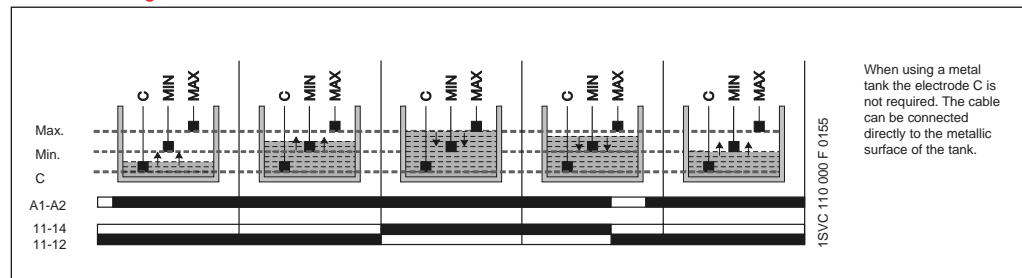 C MIN MAX
C MIN MAX
C MIN MAX
C MIN MAX
C MIN MAX
Max.
Min.
C
A1-A2
11-14
11-12
1SVC 110 000 F 0155
When using a metal
tank the electrode C is
not required. The cable
can be connected
directly to the metallic
surface of the tank.